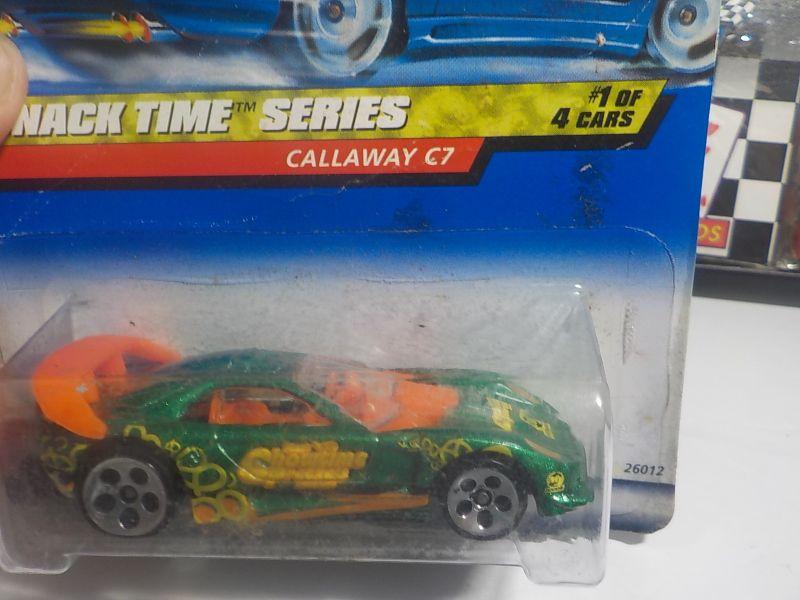 NACK TIME™ SERIES
#1 OF
4 CARS
CALLAWAY C7
26012